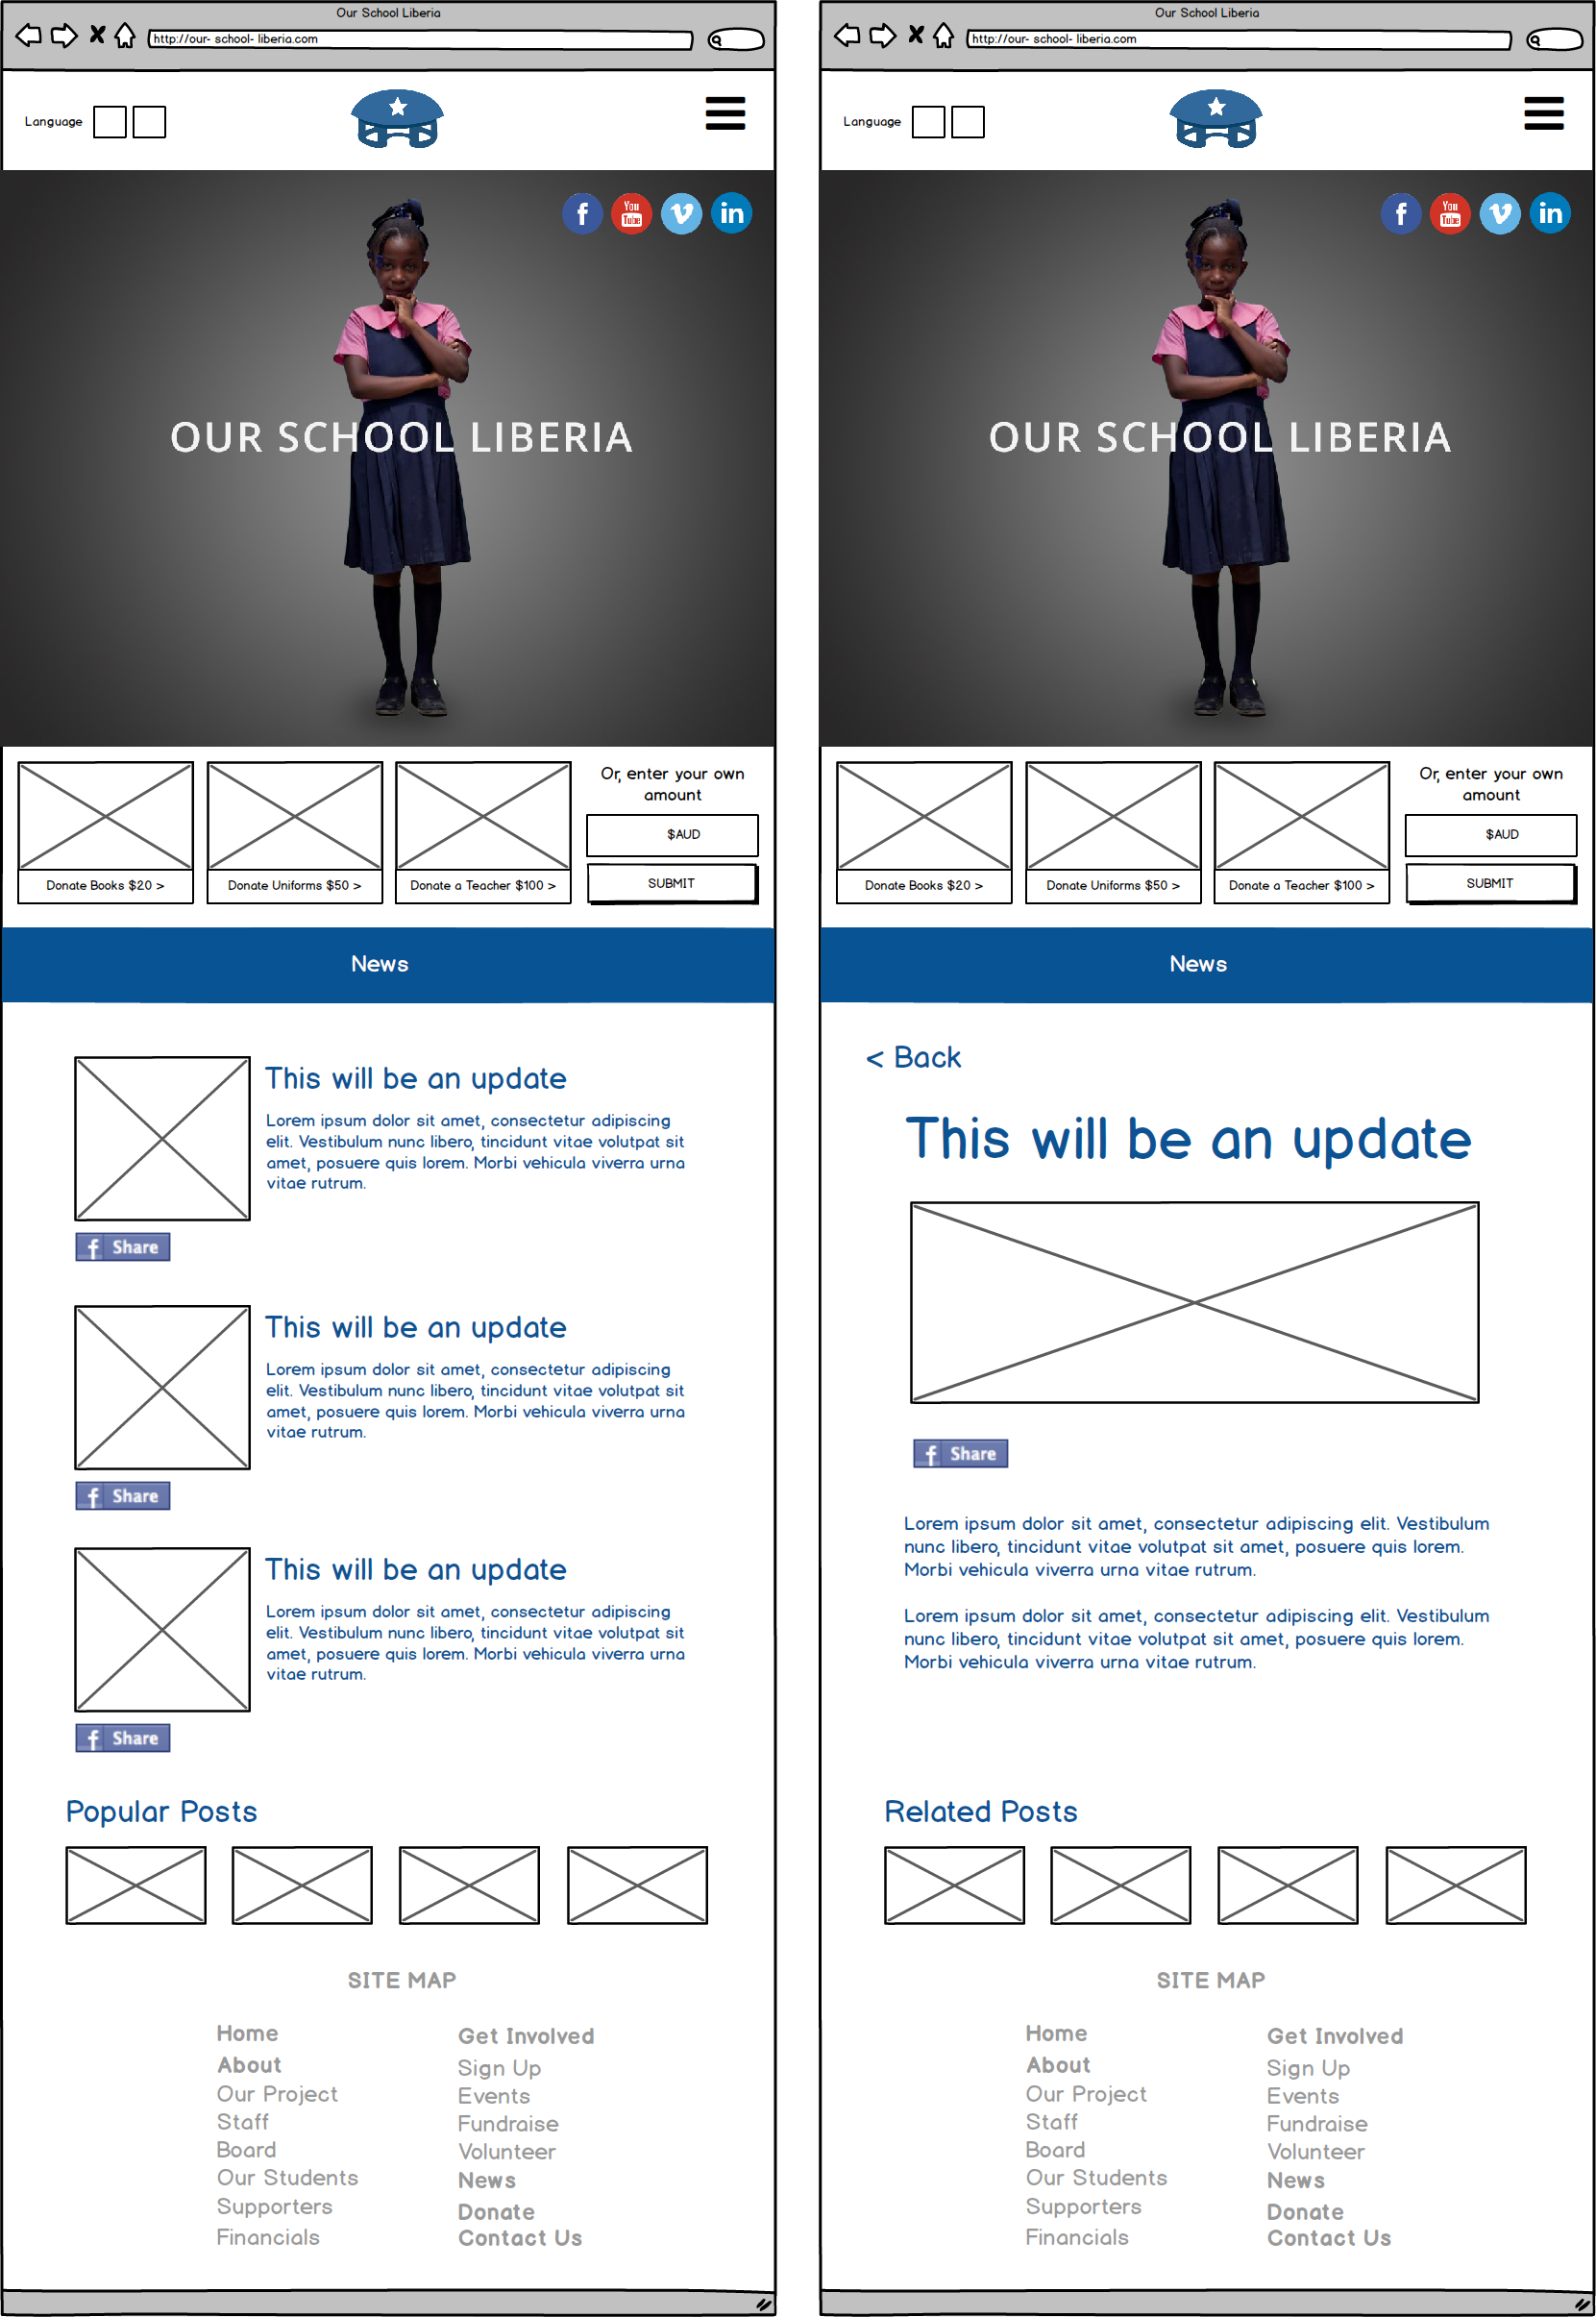 Our School Liberia
http://our- school- liberia.com
Language
f
You
Tube
v
in
OUR SCHOOL LIBERIA
Or, enter your own
amount
$AUD
SUBMIT
Donate Books $20 >
Donate Uniforms $50 >
Donate a Teacher $100 >
News
This will be an update
Lorem ipsum dolor sit amet, consectetur adipiscing
elit. Vestibulum nunc libero, tincidunt vitae volutpat sit
amet, posuere quis lorem. Morbi vehicula viverra urna
vitae rutrum.
f Share
This will be an update
Lorem ipsum dolor sit amet, consectetur adipiscing
elit. Vestibulum nunc libero, tincidunt vitae volutpat sit
amet, posuere quis lorem. Morbi vehicula viverra urna
vitae rutrum.
f Share
This will be an update
Lorem ipsum dolor sit amet, consectetur adipiscing
elit. Vestibulum nunc libero, tincidunt vitae volutpat sit
amet, posuere quis lorem. Morbi vehicula viverra urna
vitae rutrum.
f Share
Popular Posts
SITE MAP
Home
About
Our Project
Staff
Board
Our Students
Supporters
Financials
Get Involved
Sign Up
Events
Fundraise
Volunteer
News
Donate
Contact Us
Our School Liberia
http://our- school- liberia.com
Language
f
You
Tube
v
in
OUR SCHOOL LIBERIA
Or, enter your own
amount
$AUD
SUBMIT
Donate Books $20 >
Donate Uniforms $50 >
Donate a Teacher $100 >
News
< Back
This will be an update
f Share
Lorem ipsum dolor sit amet, consectetur adipiscing elit. Vestibulum
nunc libero, tincidunt vitae volutpat sit amet, posuere quis lorem.
Morbi vehicula viverra urna vitae rutrum.
Lorem ipsum dolor sit amet, consectetur adipiscing elit. Vestibulum
nunc libero, tincidunt vitae volutpat sit amet, posuere quis lorem.
Morbi vehicula viverra urna vitae rutrum.
Related Posts
SITE MAP
Home
About
Our Project
Staff
Board
Our Students
Supporters
Financials
Get Involved
Sign Up
Events
Fundraise
Volunteer
News
Donate
Contact Us